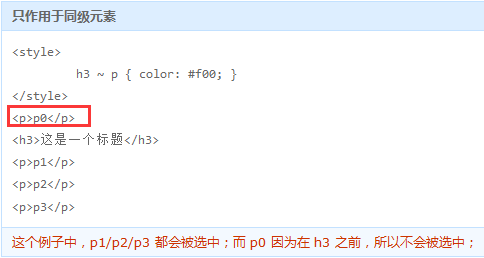 只作用于同级元素
<style>
h3 ~ p { color: #f00; }
</style>
<p>p0</p>
<h3>这是一个标题</h3>
<p>p1</p>
<p>p2</p>
<p>p3</p>
这个例子中，p1/p2/p3 都会被选中；而 p0 因为在 h3 之前，所以不会被选中；